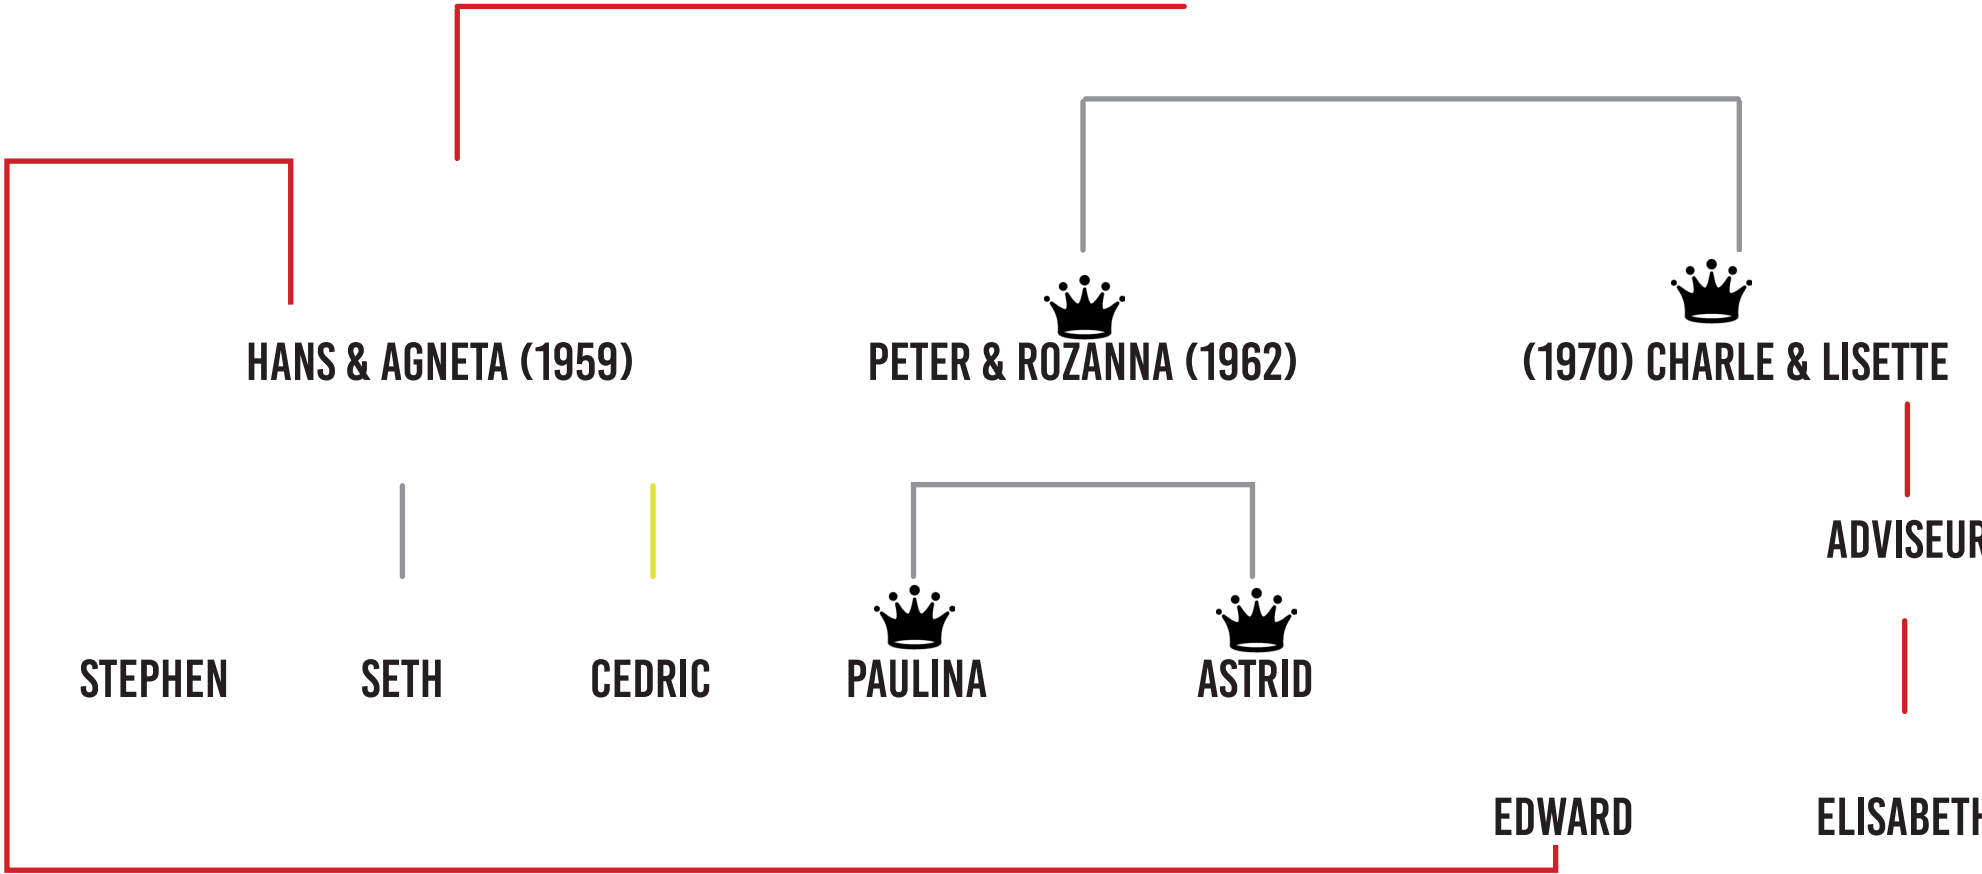 HANS & AGNETA (1959)
PETER & ROZANNA (1962)
(1970) CHARLE & LISETTE
ADVISEUR
STEPHEN
SETH
CEDRIC
PAULINA
ASTRID
EDWARD
ELISABETH